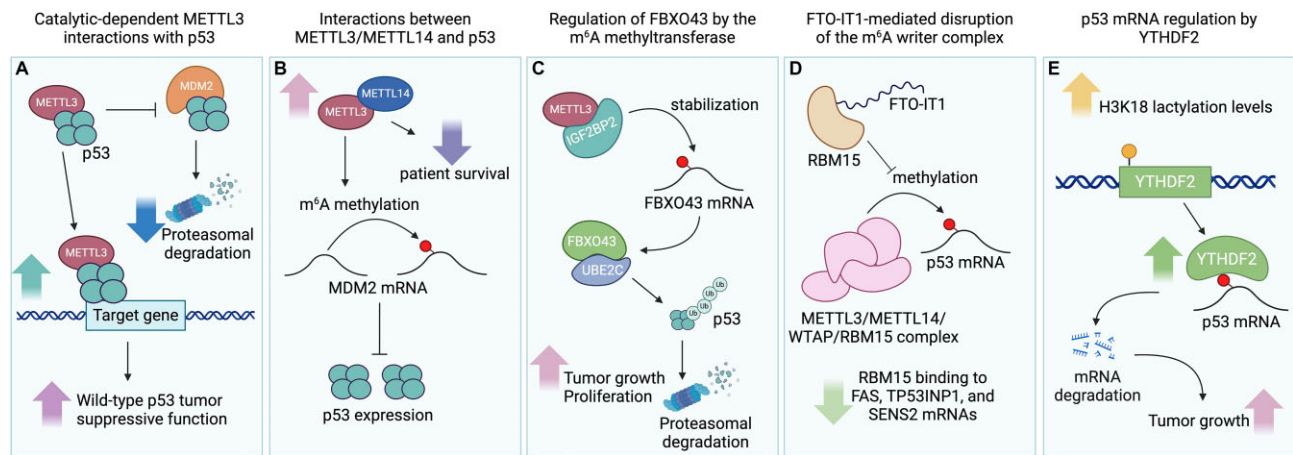 Catalytic-dependent METTL3
interactions with p53
Interactions between
METTL3/METTL14 and p53
Regulation of FBXO43 by the
m⁶A methyltransferase
FTO-IT1-mediated disruption
of the m⁶A writer complex
p53 mRNA regulation by
YTHDF2
A
METTL3
MDM2
p53
Proteasomal
degradation
METTL3
Target gene
Wild-type p53 tumor
suppressive function
B
METTL14
METTL3
patient survival
m⁶A methylation
MDM2 mRNA
p53 expression
C
METTL3
IGF2BP2
stabilization
FBXO43 mRNA
FBXO43
UBE2C
Ub
Ub
Ub
Ub
p53
Tumor growth
Proliferation
Proteasomal
degradation
D
FTO-IT1
RBM15
methylation
p53 mRNA
METTL3/METTL14/
WTAP/RBM15 complex
RBM15 binding to
FAS, TP53INP1, and
SENS2 mRNAs
E
H3K18 lactylation levels
YTHDF2
YTHDF2
p53 mRNA
mRNA
degradation
Tumor growth